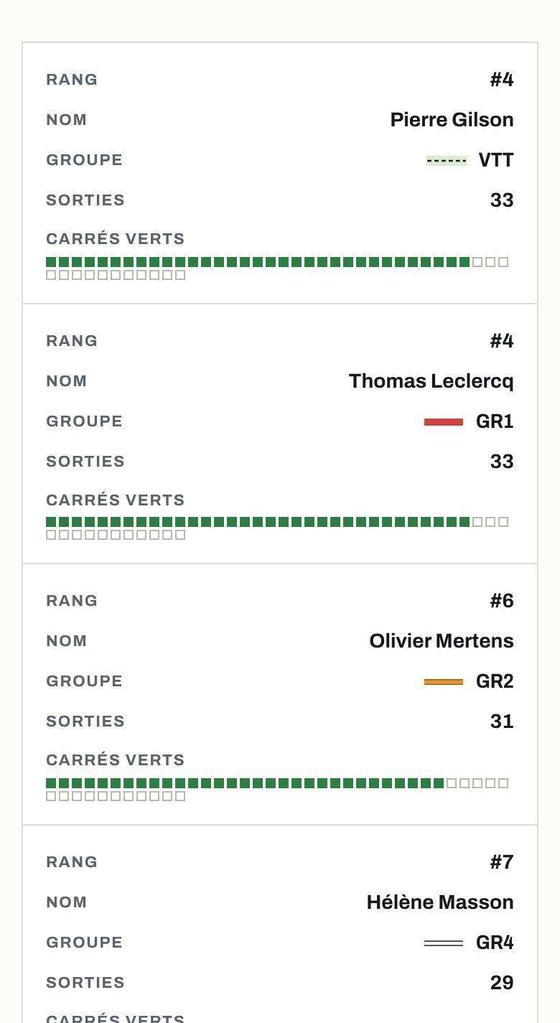 RANG #4
NOM Pierre Gilson
GROUPE VTT
SORTIES 33
CARRÉS VERTS
RANG #4
NOM Thomas Leclercq
GROUPE GR1
SORTIES 33
CARRÉS VERTS
RANG #6
NOM Olivier Mertens
GROUPE GR2
SORTIES 31
CARRÉS VERTS
RANG #7
NOM Hélène Masson
GROUPE GR4
SORTIES 29
CARRÉS VERTS